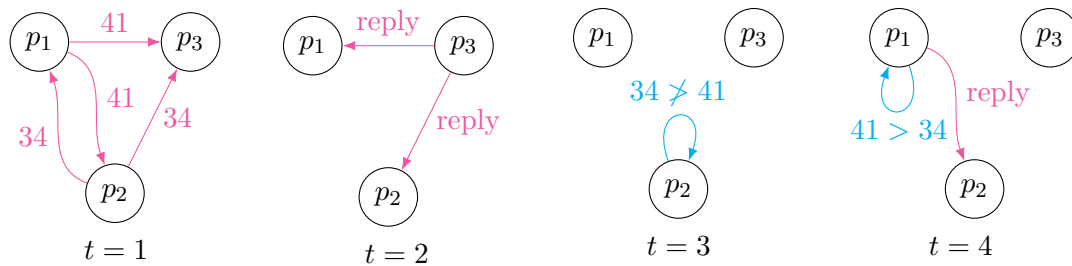 p1 41 p3
41
34 34
p2
t = 1
p1 reply p3
reply
p2
t = 2
p1 p3
34 ≯ 41
p2
t = 3
p1 p3
reply
41 > 34
p2
t = 4